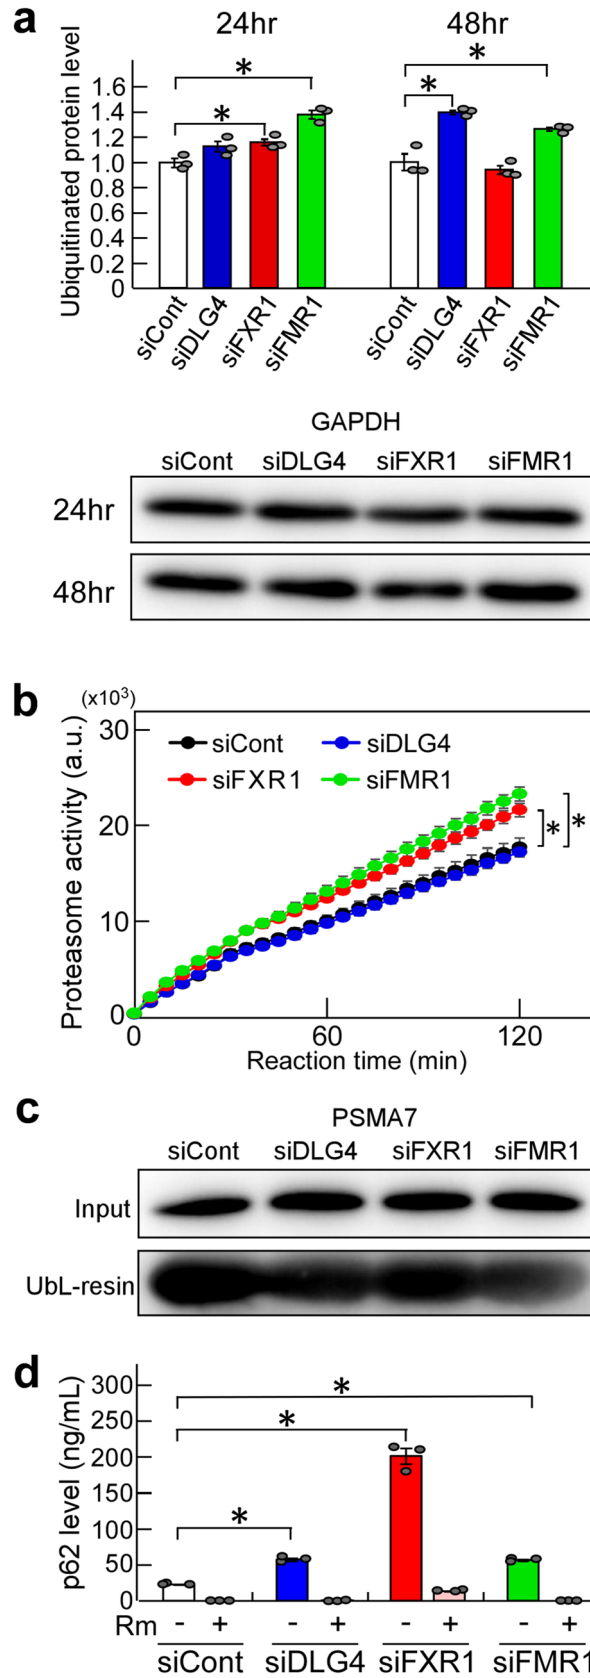 a
24hr 48hr
Ubiquitinated protein level
1.6
1.4
1.2
1.0
0.8
0.6
0.4
0.2
0
* * * *
siCont siDLG4 siFXR1 siFMR1 siCont siDLG4 siFXR1 siFMR1
GAPDH
siCont siDLG4 siFXR1 siFMR1
24hr
48hr
b
(x10³)
Proteasome activity (a.u.)
30
20
10
0
siCont siDLG4
siFXR1 siFMR1
* *
0 60 120
Reaction time (min)
c
PSMA7
siCont siDLG4 siFXR1 siFMR1
Input
UbL-resin
d
p62 level (ng/mL)
300
250
200
150
100
50
0
*
*
*
Rm - + - + - + - +
siCont siDLG4 siFXR1 siFMR1